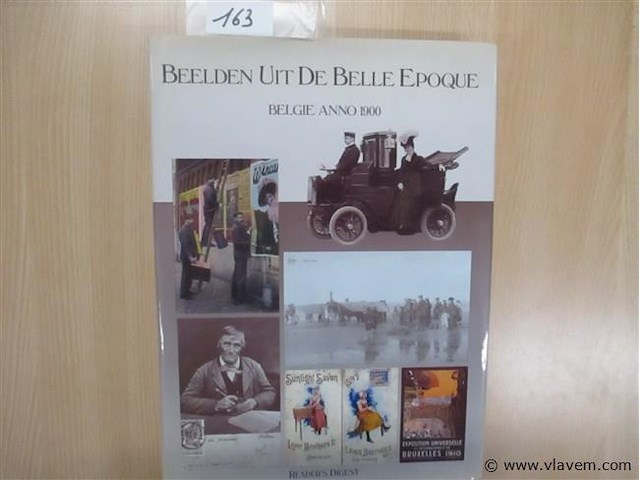 163
BEELDEN UIT DE BELLE EPOQUE
BELGIE ANNO 1900
Sunlight Savon
Lever Brothers Ld
EXPOSITION UNIVERSELLE
BRUXELLES 1910
READER'S DIGEST
© www.vlavem.com